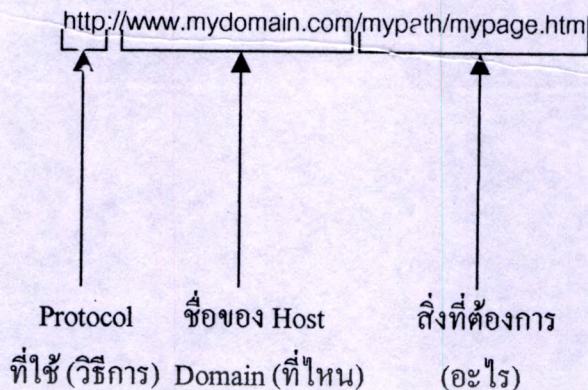 http://www.mydomain.com/mypath/mypage.htm
Protocol ชื่อของ Host สิ่งที่ต้องการ
ที่ใช้ (วิธีการ) Domain (ที่ไหน) (อะไร)